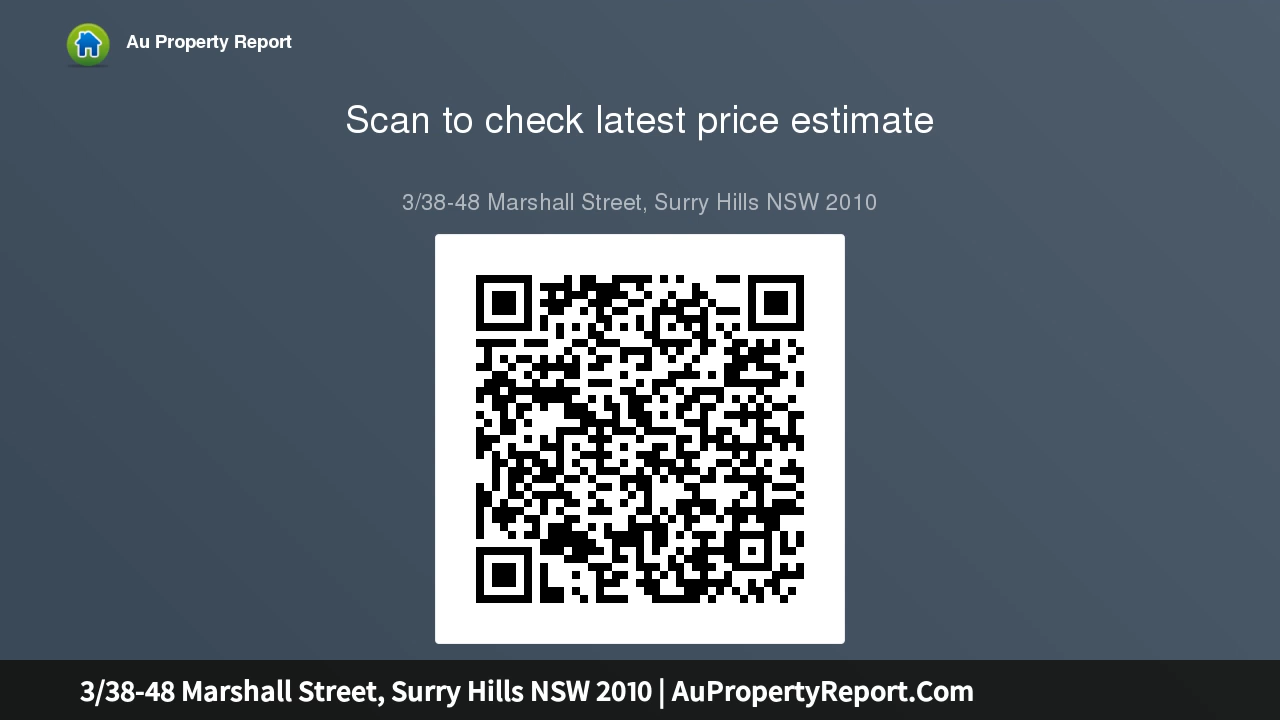 Au Property Report
Scan to check latest price estimate
3/38-48 Marshall Street, Surry Hills NSW 2010
3/38-48 Marshall Street, Surry Hills NSW 2010 | AuPropertyReport.Com